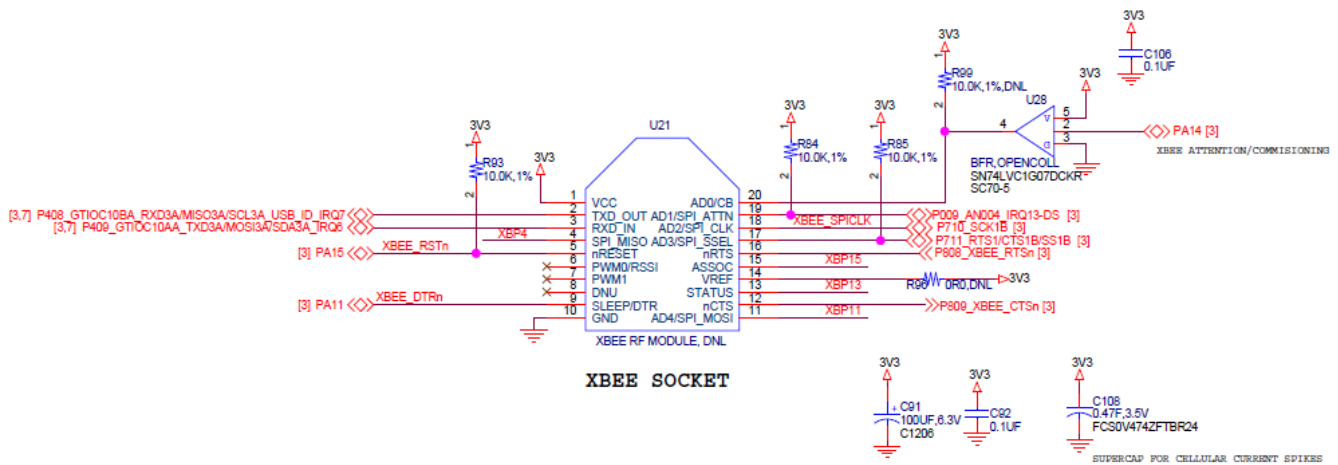 3V3
C106
0.1UF
3V3
1
R99
10.0K,1%,DNL
2
3V3
U28
V
G
5
2
3
4
PA14 [3]
XBEE ATTENTION/COMMISIONING
BFR,OPENCOLL
SN74LVC1G07DCKR
SC70-5
3V3
1
R84
10.0K,1%
2
3V3
1
R85
10.0K,1%
2
3V3
1
R93
10.0K,1%
2
3V3
U21
1 VCC AD0/CB 20
[3,7] P408_GTIOC10BA_RXD3A/MISO3A/SCL3A_USB_ID_IRQ7 2 TXD_OUT AD1/SPI_ATTN 19 P009_AN004_IRQ13-DS [3]
[3,7] P409_GTIOC10AA_TXD3A/MOSI3A/SDA3A_IRQ6 3 RXD_IN AD2/SPI_CLK 18 XBEE_SPICLK P710_SCK1B [3]
XBP4 4 SPI_MISO AD3/SPI_SSEL 17 P711_RTS1/CTS1B/SS1B [3]
[3] PA15 XBEE_RSTn 5 nRESET nRTS 16 P808_XBEE_RTSn [3]
6 PWM0/RSSI ASSOC 15 XBP15
7 PWM1 VREF 14 0R0,DNL 3V3
8 DNU STATUS 13 XBP13
[3] PA11 XBEE_DTRn 9 SLEEP/DTR nCTS 12 P809_XBEE_CTSn [3]
10 GND AD4/SPI_MOSI 11 XBP11
XBEE RF MODULE, DNL
XBEE SOCKET
3V3
+ C91
100UF,6.3V
C1206
3V3
C92
0.1UF
3V3
C108
0.47F,3.5V
FCS0V474ZFTBR24
SUPERCAP FOR CELLULAR CURRENT SPIKES